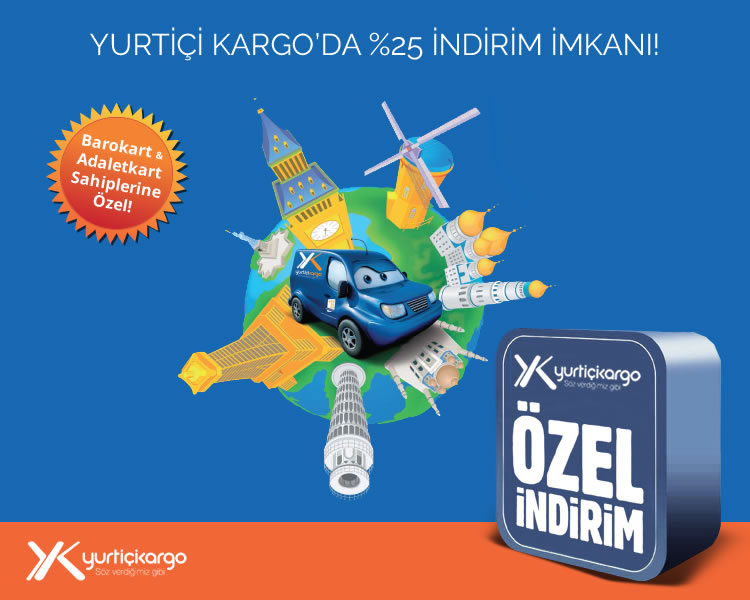 YURTİÇİ KARGO'DA %25 İNDİRİM İMKANI!
Barokart &
Adaletkart
Sahiplerine
Özel!
yurtiçikargo
yurtiçikargo
Söz verdiğimiz gibi
ÖZEL
İNDİRİM
yurtiçikargo
Söz verdiğimiz gibi